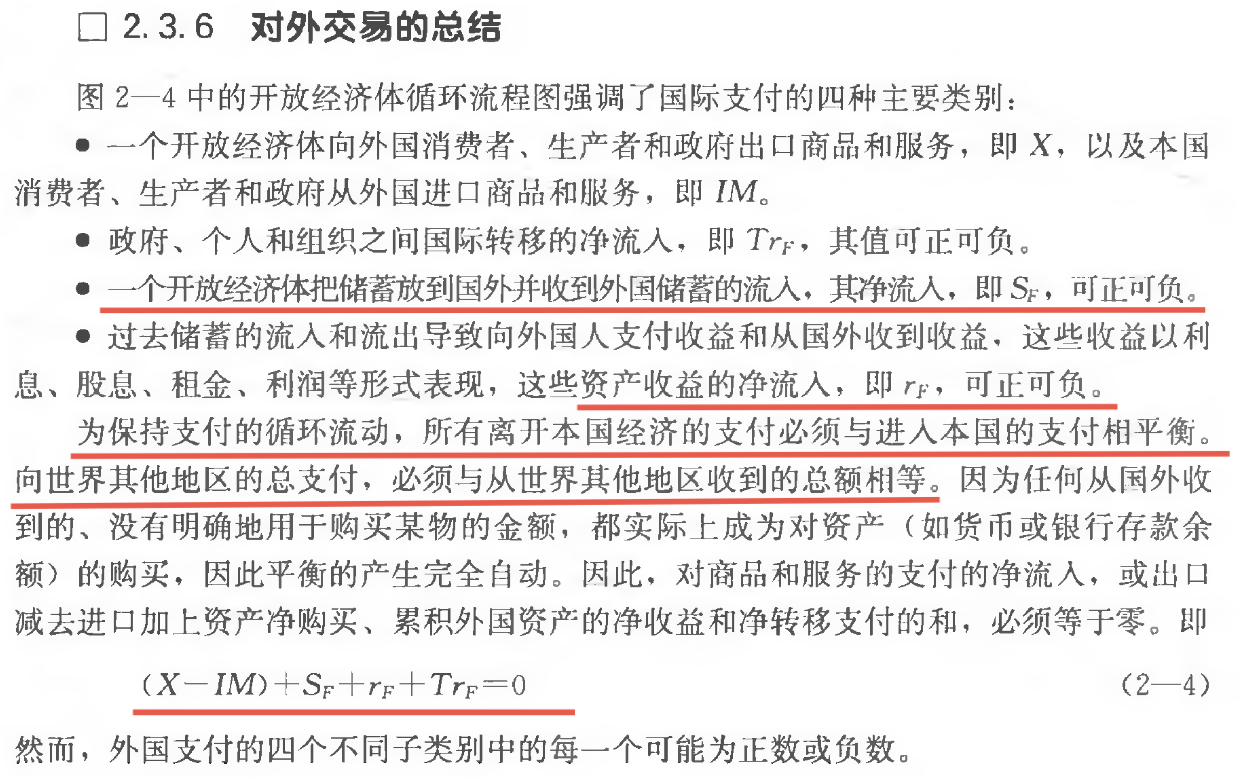 □ 2.3.6 对外交易的总结
图 2—4 中的开放经济体循环流程图强调了国际支付的四种主要类别：
● 一个开放经济体向外国消费者、生产者和政府出口商品和服务，即 X，以及本国
消费者、生产者和政府从外国进口商品和服务，即 IM。
● 政府、个人和组织之间国际转移的净流入，即 TrF，其值可正可负。
● 一个开放经济体把储蓄放到国外并收到外国储蓄的流入，其净流入，即 SF，可正可负。
● 过去储蓄的流入和流出导致向外国人支付收益和从国外收到收益，这些收益以利
息、股息、租金、利润等形式表现，这些资产收益的净流入，即 rF，可正可负。
为保持支付的循环流动，所有离开本国经济的支付必须与进入本国的支付相平衡。
向世界其他地区的总支付，必须与从世界其他地区收到的总额相等。因为任何从国外收
到的、没有明确地用于购买某物的金额，都实际上成为对资产（如货币或银行存款余
额）的购买，因此平衡的产生完全自动。因此，对商品和服务的支付的净流入，或出口
减去进口加上资产净购买、累积外国资产的净收益和净转移支付的和，必须等于零。即
(X－IM)＋SF＋rF＋TrF＝0 (2—4)
然而，外国支付的四个不同子类别中的每一个可能为正数或负数。